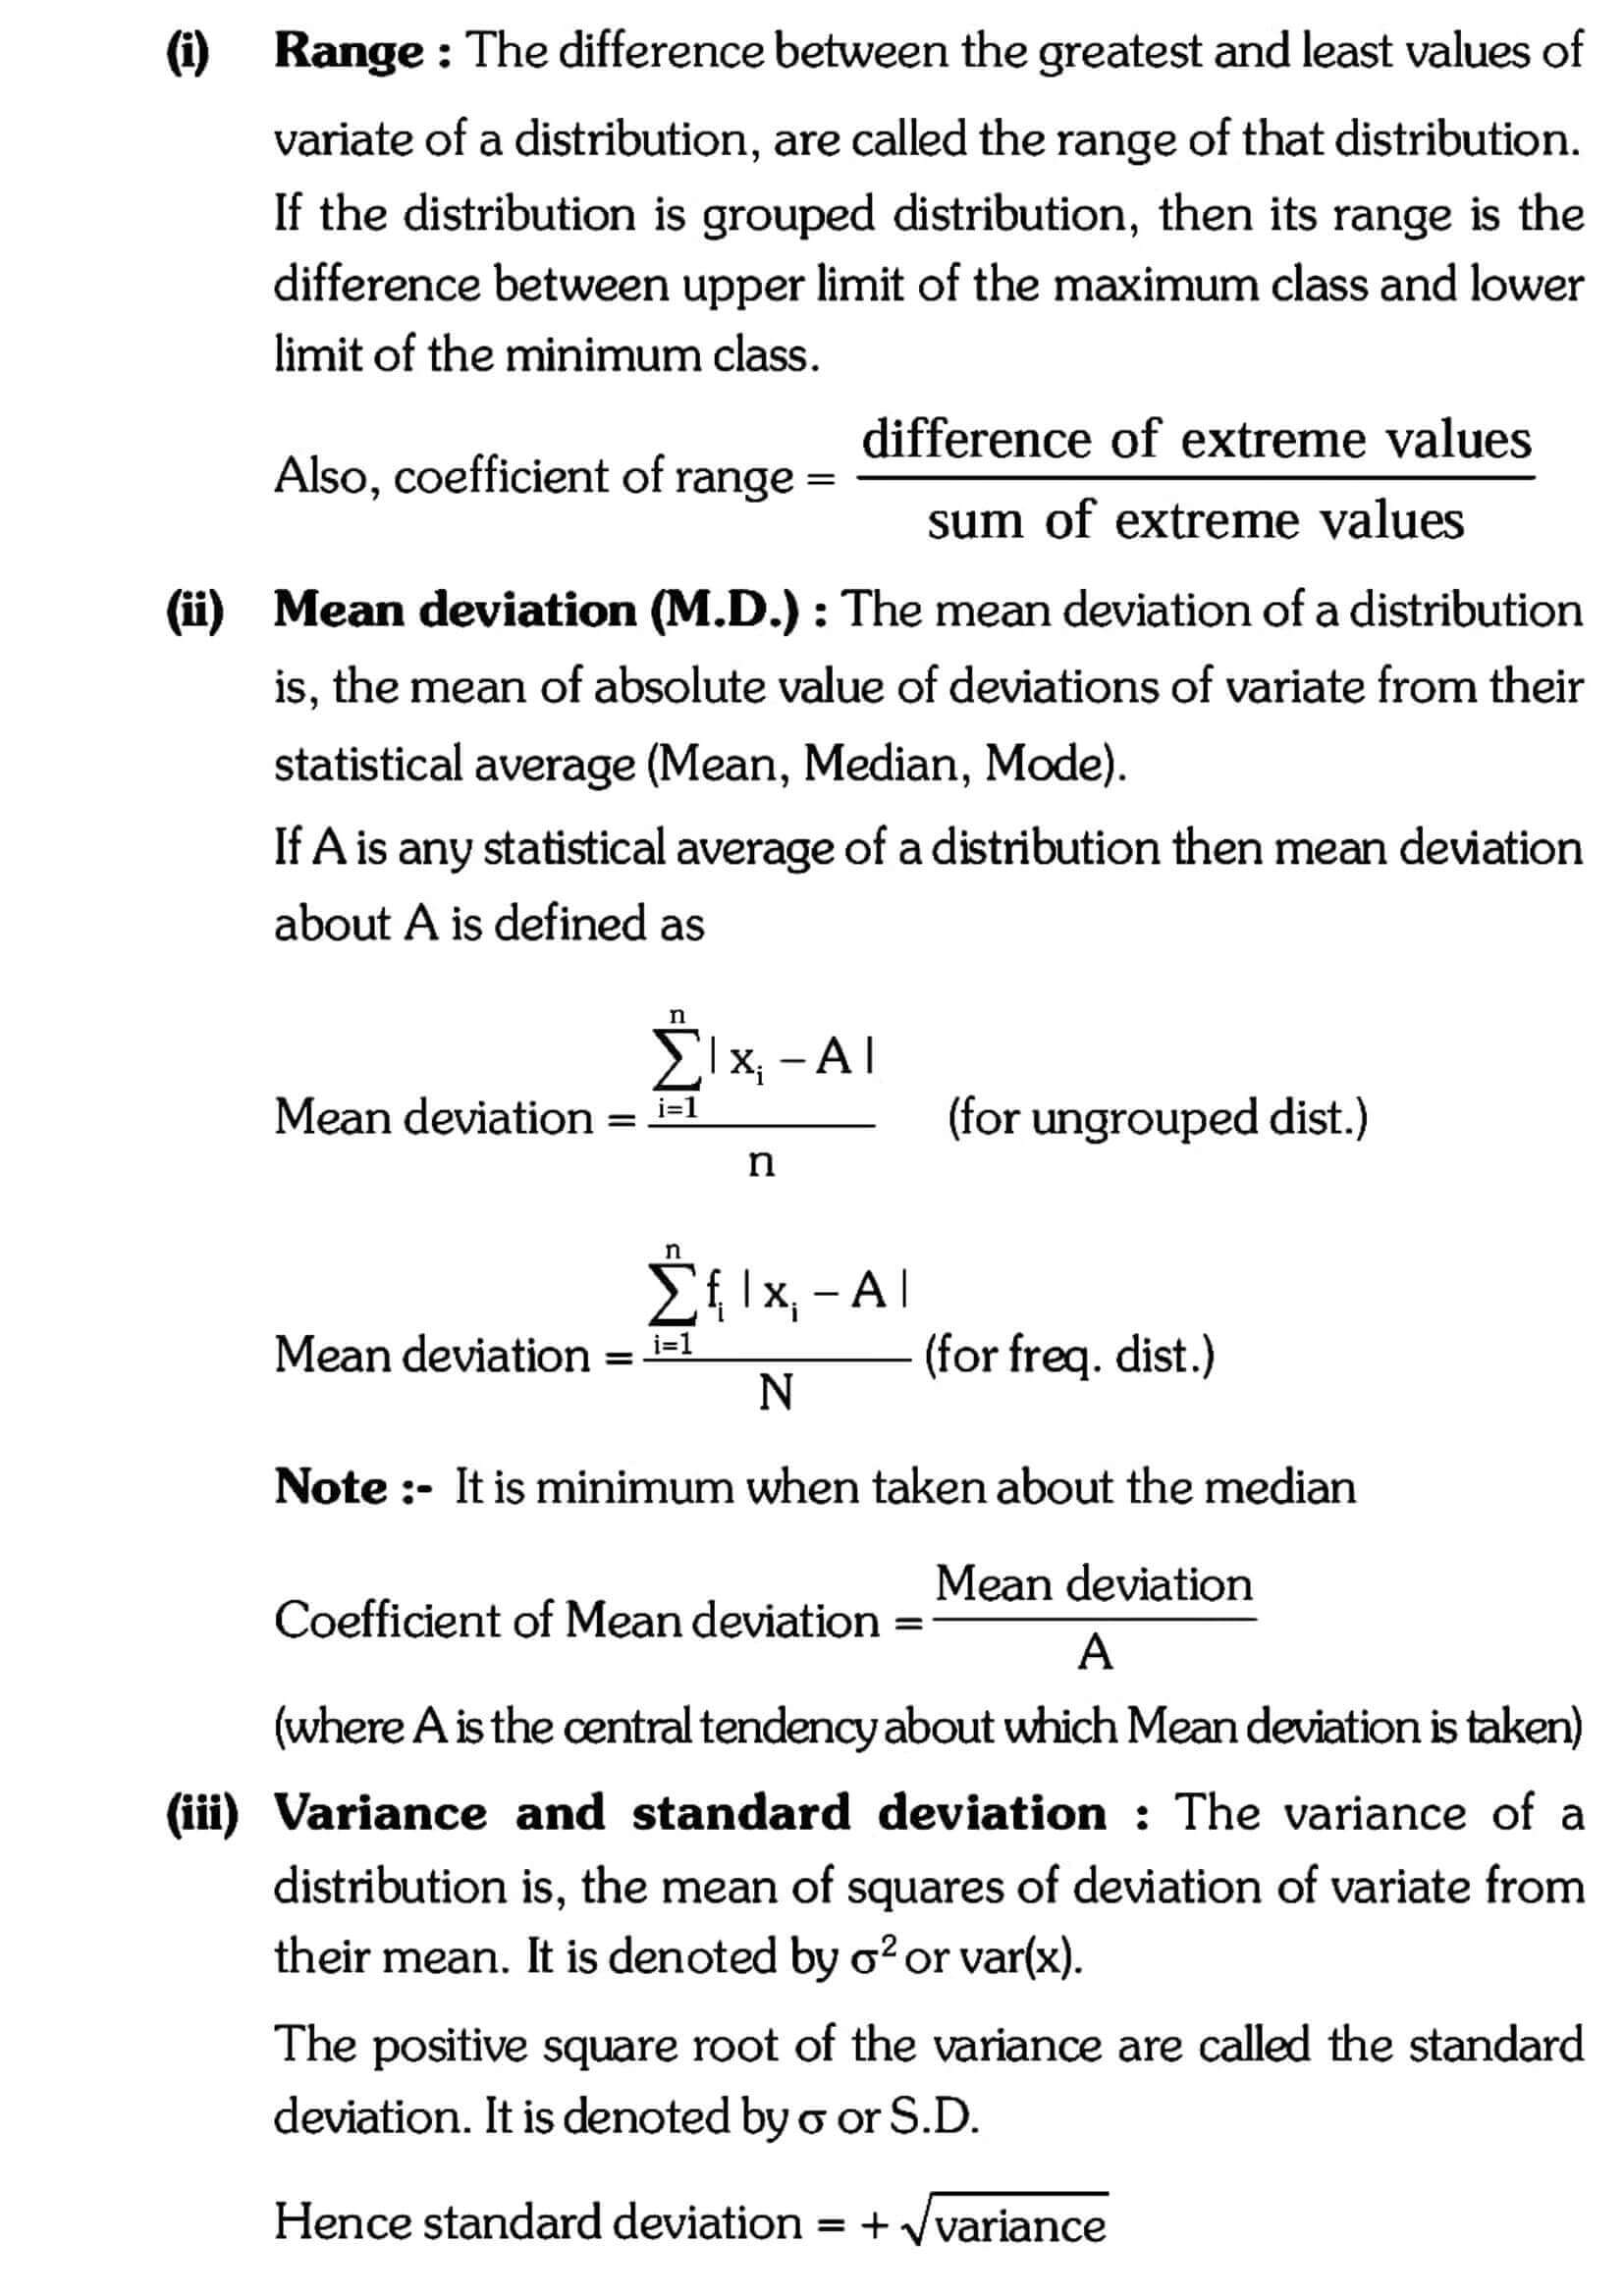 (i) Range : The difference between the greatest and least values of
variate of a distribution, are called the range of that distribution.
If the distribution is grouped distribution, then its range is the
difference between upper limit of the maximum class and lower
limit of the minimum class.
Also, coefficient of range = difference of extreme values / sum of extreme values
(ii) Mean deviation (M.D.) : The mean deviation of a distribution
is, the mean of absolute value of deviations of variate from their
statistical average (Mean, Median, Mode).
If A is any statistical average of a distribution then mean deviation
about A is defined as
Mean deviation = \frac{\sum_{i=1}^{n} | x_i – A |}{n} (for ungrouped dist.)
Mean deviation = \frac{\sum_{i=1}^{n} f_i | x_i – A |}{N} (for freq. dist.)
Note :- It is minimum when taken about the median
Coefficient of Mean deviation = \frac{Mean deviation}{A}
(where A is the central tendency about which Mean deviation is taken)
(iii) Variance and standard deviation : The variance of a
distribution is, the mean of squares of deviation of variate from
their mean. It is denoted by σ² or var(x).
The positive square root of the variance are called the standard
deviation. It is denoted by σ or S.D.
Hence standard deviation = + √variance